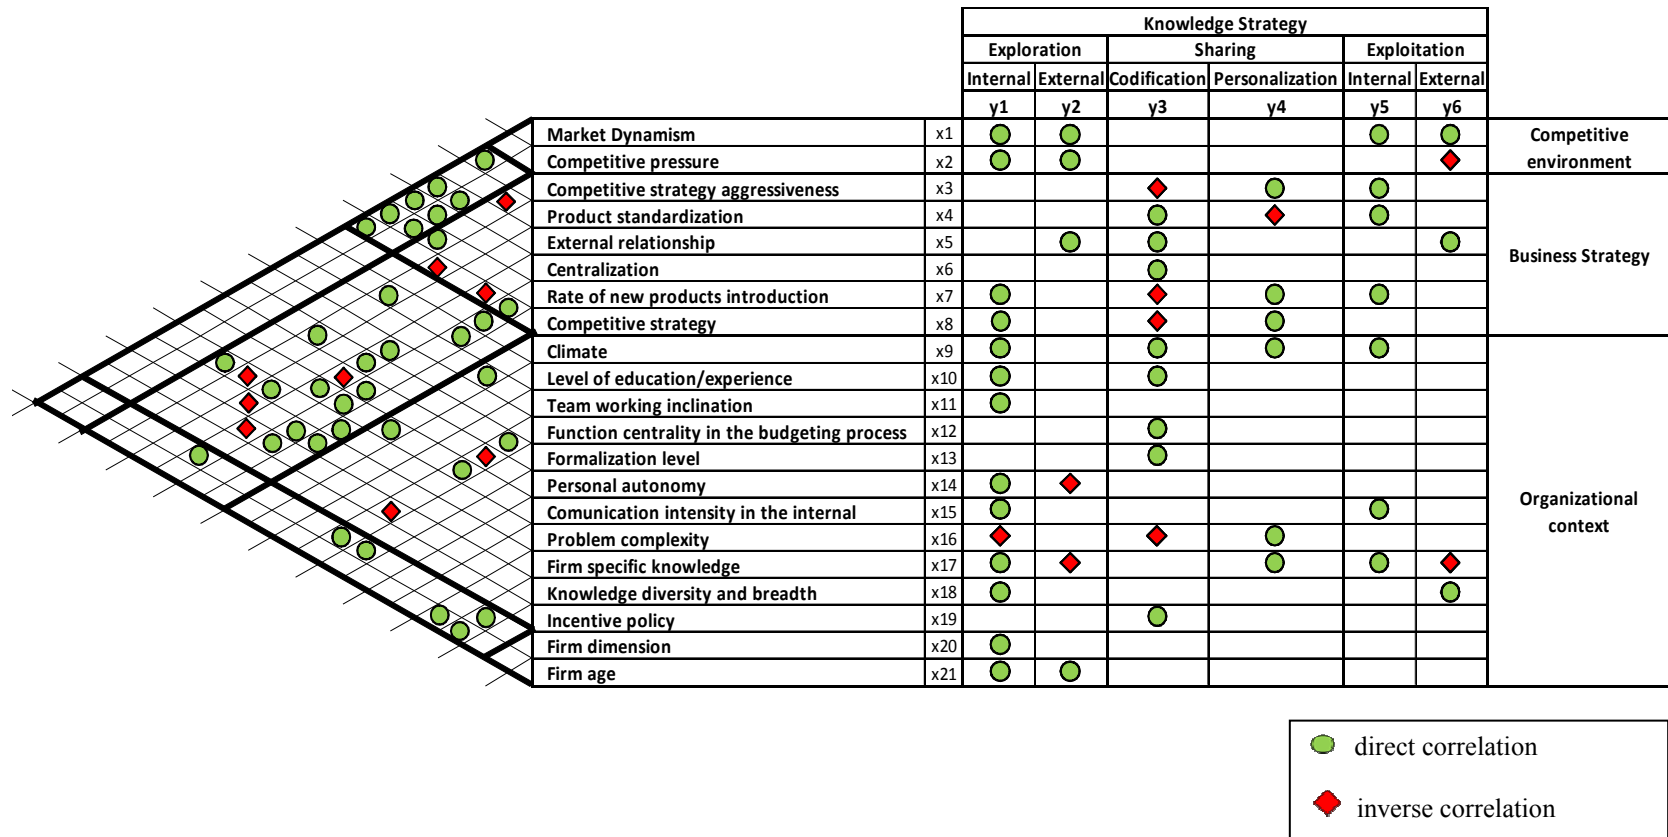 Knowledge Strategy
Exploration Sharing Exploitation
Internal External Codification Personalization Internal External
y1 y2 y3 y4 y5 y6
Market Dynamism x1 Competitive
Competitive pressure x2 environment
Competitive strategy aggressiveness x3
Product standardization x4
External relationship x5 Business Strategy
Centralization x6
Rate of new products introduction x7
Competitive strategy x8
Climate x9
Level of education/experience x10
Team working inclination x11
Function centrality in the budgeting process x12
Formalization level x13
Personal autonomy x14
Comunication intensity in the internal x15 Organizational
Problem complexity x16 context
Firm specific knowledge x17
Knowledge diversity and breadth x18
Incentive policy x19
Firm dimension x20
Firm age x21
direct correlation
inverse correlation